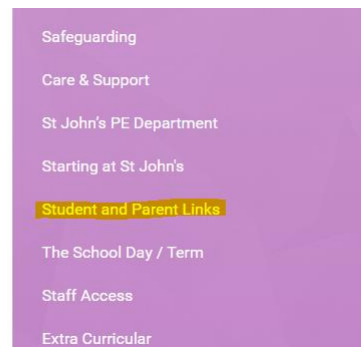 Safeguarding
Care & Support
St John's PE Department
Starting at St John's
Student and Parent Links
The School Day / Term
Staff Access
Extra Curricular